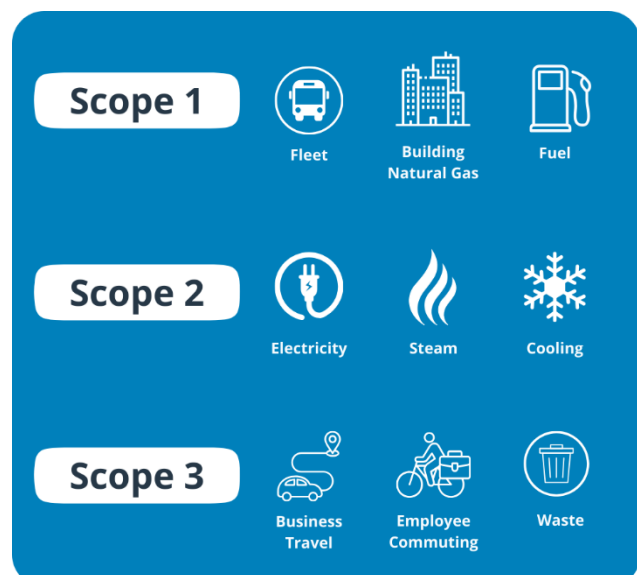 Scope 1
Fleet
Building
Natural Gas
Fuel
Scope 2
Electricity
Steam
Cooling
Scope 3
Business
Travel
Employee
Commuting
Waste